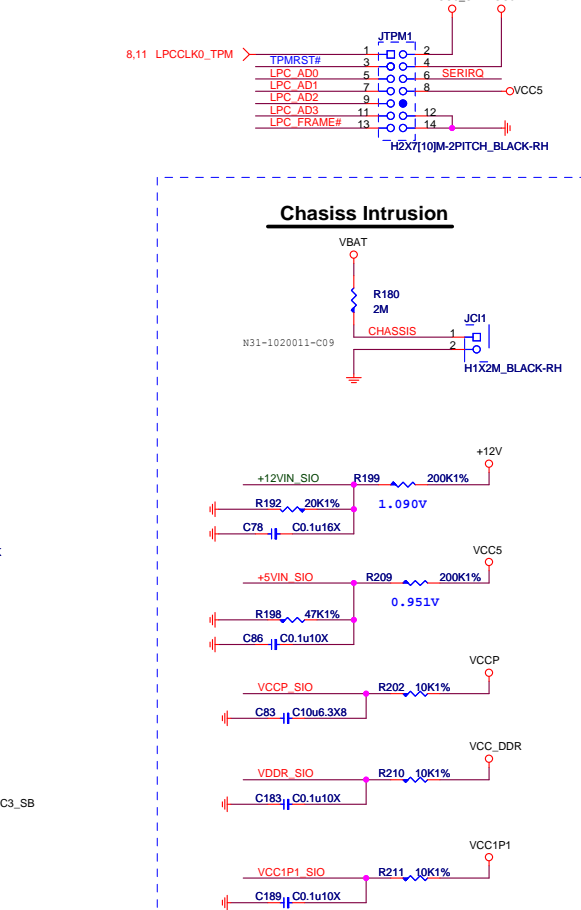 JTPM1
8,11 LPCCLK0_TPM
1 2
TPMRST#
3 4
LPC_AD0
5 6 SERIRQ
LPC_AD1
7 8
VCC5
LPC_AD2
9
LPC_AD3
11 12
LPC_FRAME#
13 14
H2X7[10]M-2PITCH_BLACK-RH
Chasiss Intrusion
VBAT
R180
2M
JCI1
CHASSIS
1
2
N31-1020011-C09
H1X2M_BLACK-RH
+12V
+12VIN_SIO
R199 200K1%
R192 20K1%
1.090V
C78 C0.1u16X
VCC5
+5VIN_SIO
R209 200K1%
0.951V
R198 47K1%
C86 C0.1u10X
VCCP
VCCP_SIO
R202 10K1%
C83 C10u6.3X8
VCC_DDR
VDDR_SIO
R210 10K1%
C183 C0.1u10X
C3_SB
VCC1P1
VCC1P1_SIO
R211 10K1%
C189 C0.1u10X